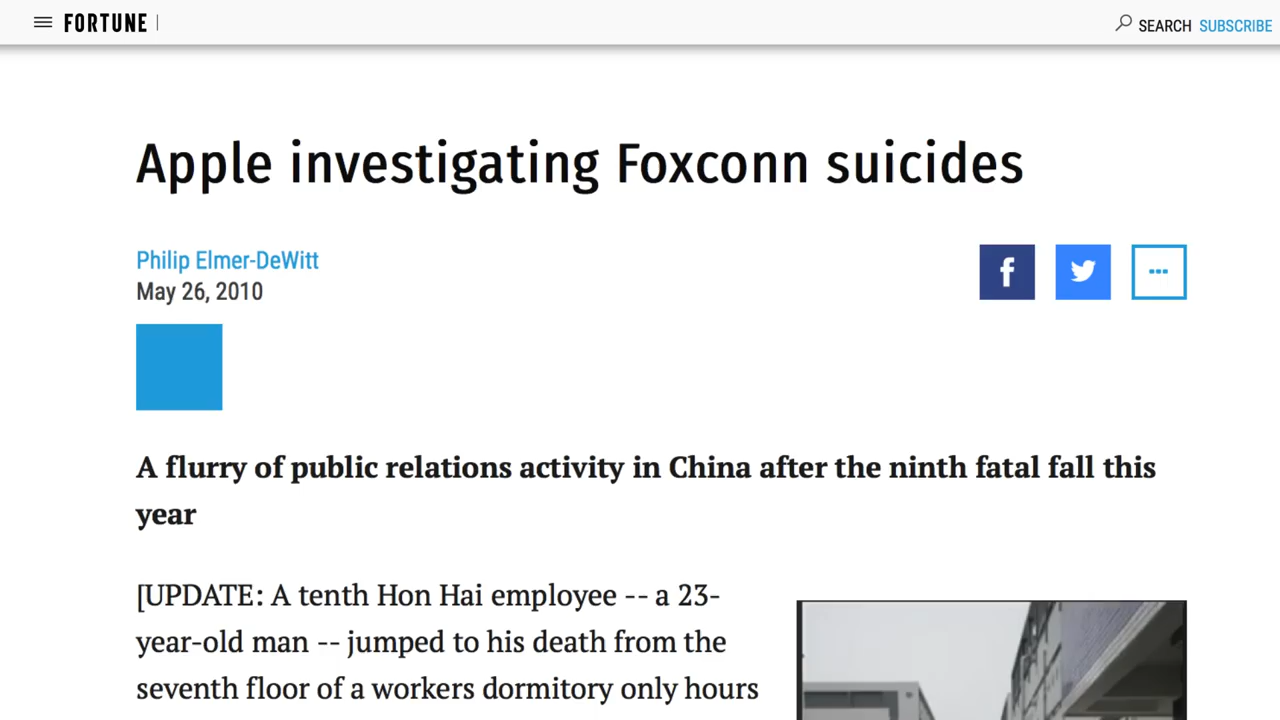 FORTUNE
SEARCH SUBSCRIBE
Apple investigating Foxconn suicides
Philip Elmer-DeWitt
May 26, 2010
A flurry of public relations activity in China after the ninth fatal fall this
year
[UPDATE: A tenth Hon Hai employee -- a 23-
year-old man -- jumped to his death from the
seventh floor of a workers dormitory only hours